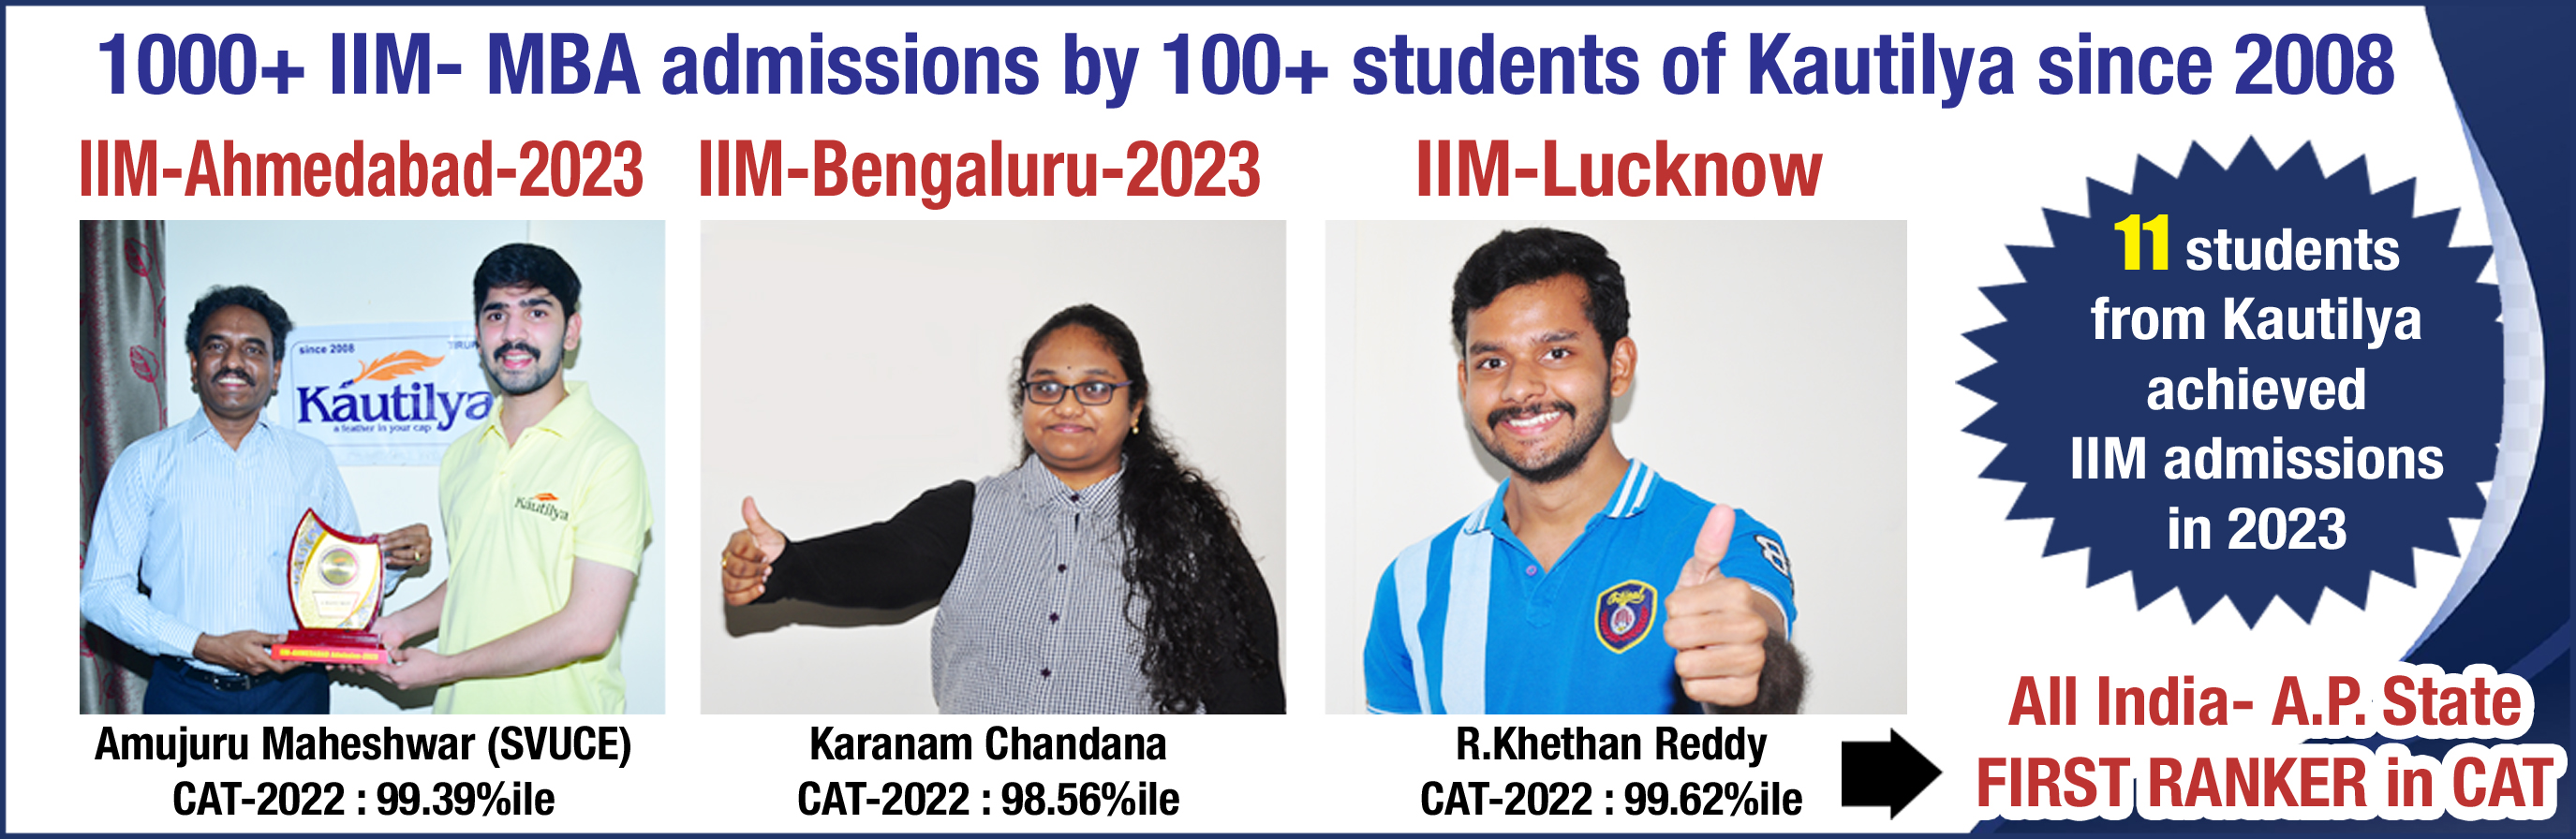 1000+ IIM- MBA admissions by 100+ students of Kautilya since 2008
IIM-Ahmedabad-2023
IIM-Bengaluru-2023
IIM-Lucknow
since 2008
Kautilya
a feather in your cap
Kautilya
Amujuru Maheshwar (SVUCE)
CAT-2022 : 99.39%ile
Karanam Chandana
CAT-2022 : 98.56%ile
8
R.Khethan Reddy
CAT-2022 : 99.62%ile
11 students
from Kautilya
achieved
IIM admissions
in 2023
All India- A.P. State
FIRST RANKER in CAT